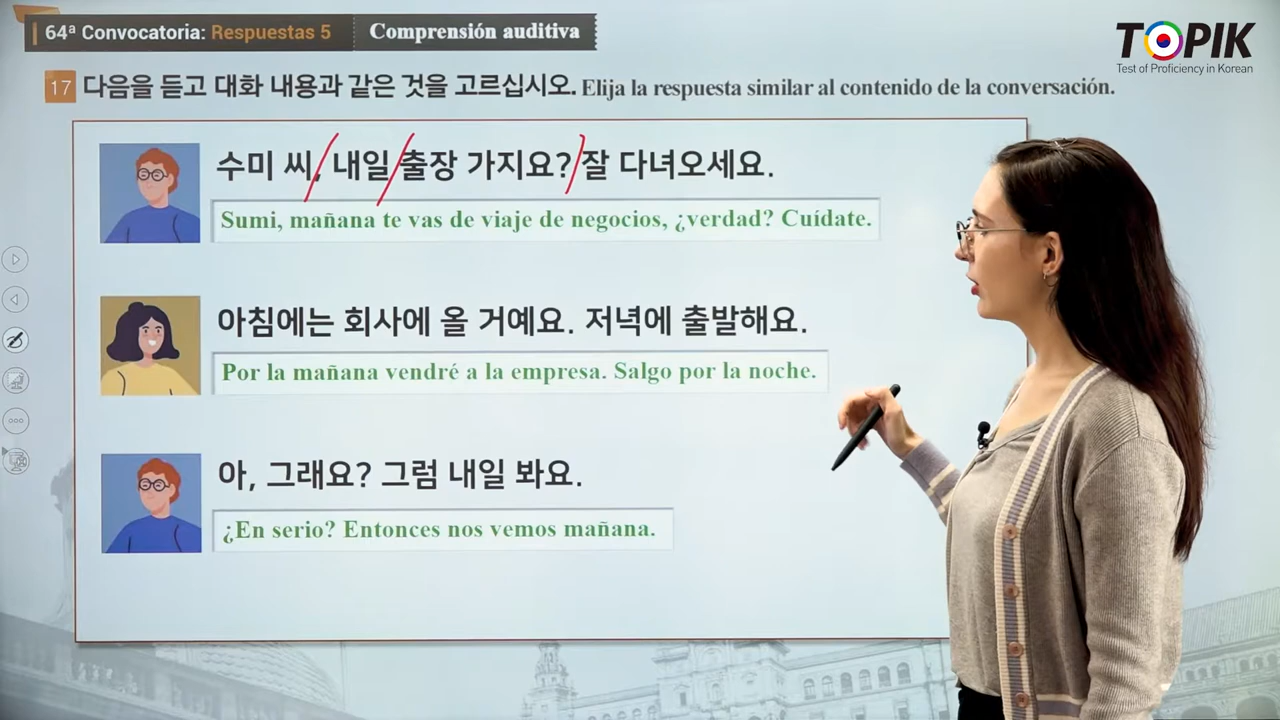 64ª Convocatoria: Respuestas 5 Comprensión auditiva
TOPIK
Test of Proficiency in Korean
17 다음을 듣고 대화 내용과 같은 것을 고르십시오. Elija la respuesta similar al contenido de la conversación.
수미 씨, 내일 출장 가지요? 잘 다녀오세요.
Sumi, mañana te vas de viaje de negocios, ¿verdad? Cuídate.
아침에는 회사에 올 거예요. 저녁에 출발해요.
Por la mañana vendré a la empresa. Salgo por la noche.
아, 그래요? 그럼 내일 봐요.
¿En serio? Entonces nos vemos mañana.